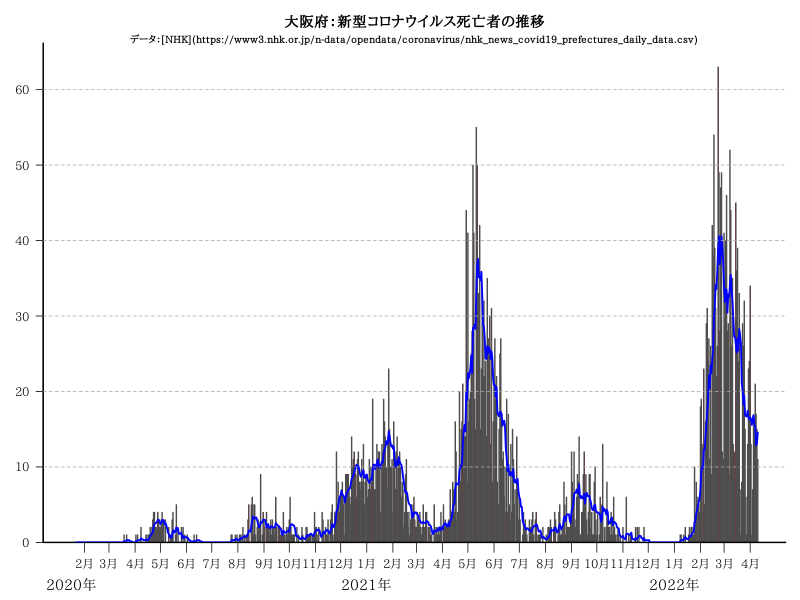 大阪府：新型コロナウイルス死亡者の推移
データ：[NHK](https://www3.nhk.or.jp/n-data/opendata/coronavirus/nhk_news_covid19_prefectures_daily_data.csv)
60
50
40
30
20
10
0
2月 3月 4月 5月 6月 7月 8月 9月 10月 11月 12月 1月 2月 3月 4月 5月 6月 7月 8月 9月 10月 11月 12月 1月 2月 3月 4月
2020年 2021年 2022年